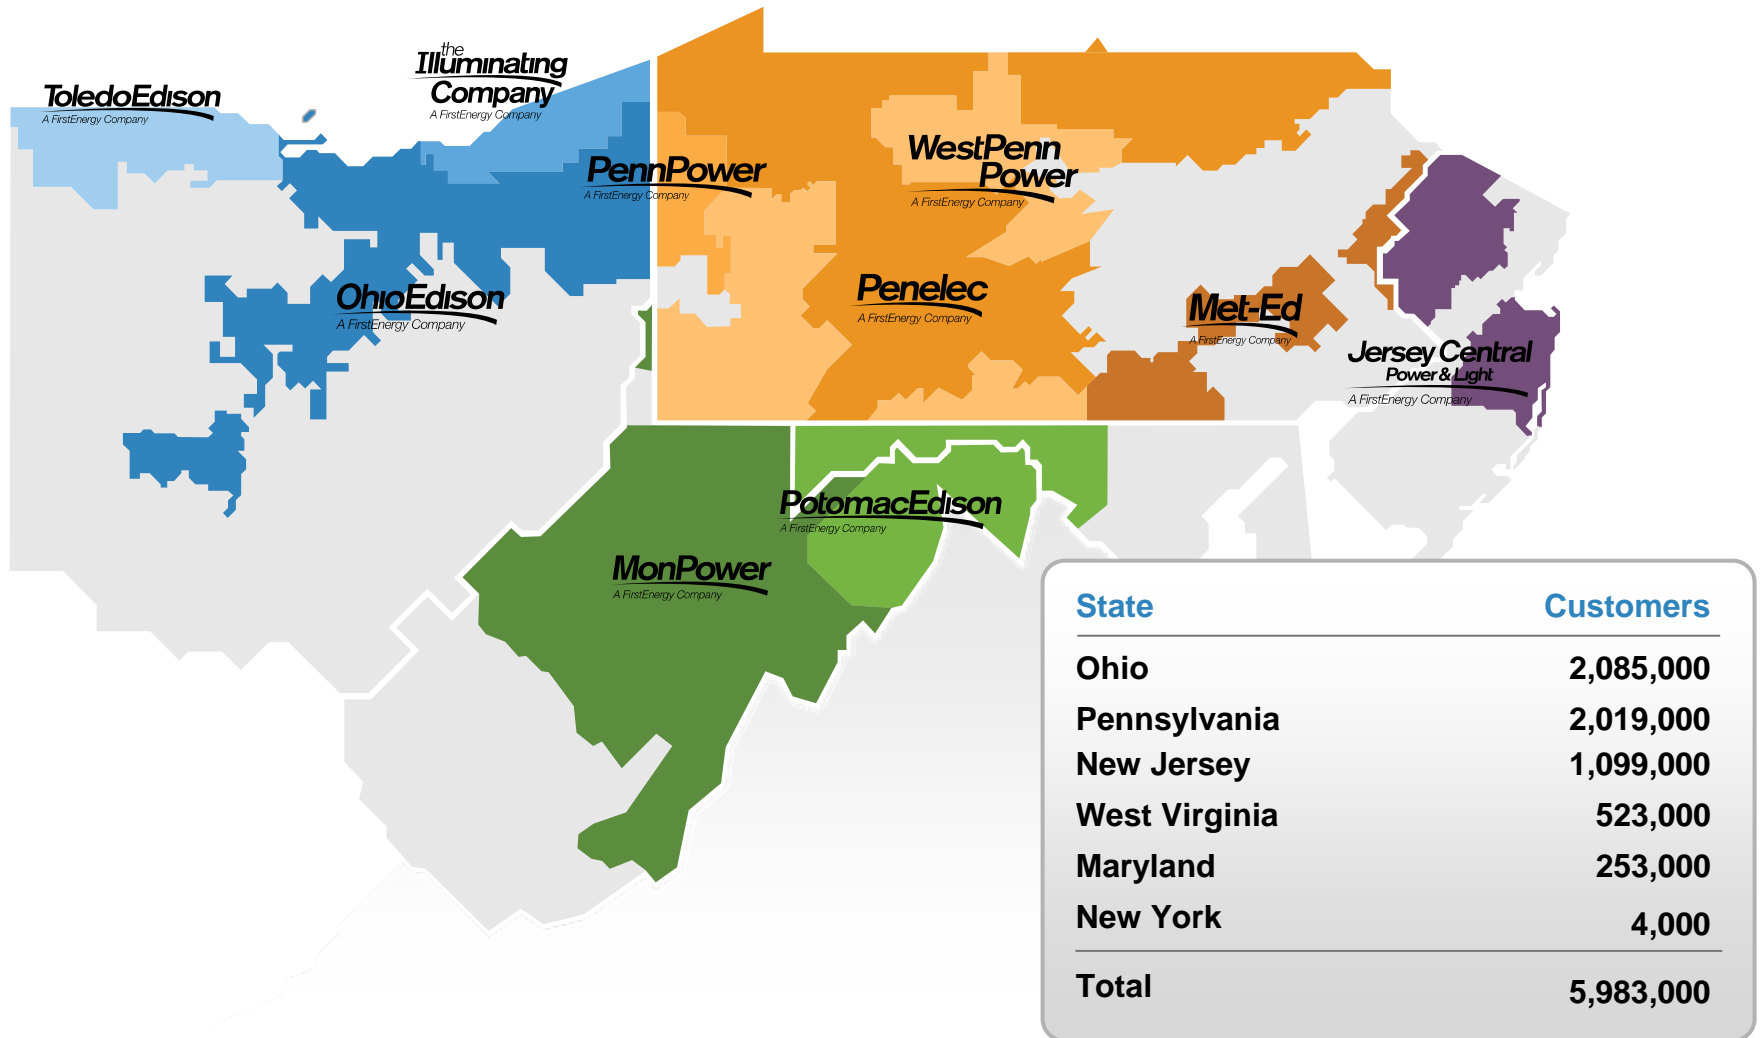 the
Illuminating
Company
A FirstEnergy Company
ToledoEdison
A FirstEnergy Company
PennPower
A FirstEnergy Company
WestPenn
Power
A FirstEnergy Company
OhioEdison
A FirstEnergy Company
Penelec
A FirstEnergy Company
Met-Ed
A FirstEnergy Company
Jersey Central
Power & Light
A FirstEnergy Company
PotomacEdison
A FirstEnergy Company
MonPower
A FirstEnergy Company
State Customers
Ohio 2,085,000
Pennsylvania 2,019,000
New Jersey 1,099,000
West Virginia 523,000
Maryland 253,000
New York 4,000
Total 5,983,000